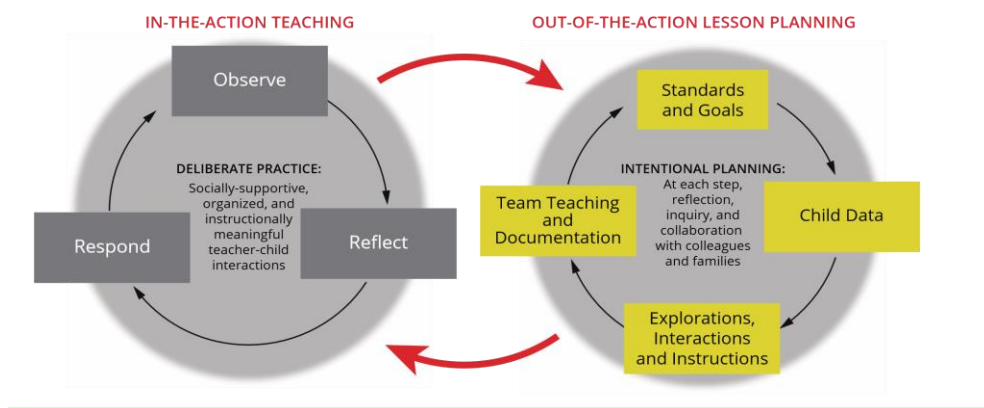 IN-THE-ACTION TEACHING
Observe
DELIBERATE PRACTICE:
Socially-supportive,
organized, and
instructionally
meaningful
teacher-child
interactions
Reflect
Respond
OUT-OF-THE-ACTION LESSON PLANNING
Standards
and Goals
INTENTIONAL PLANNING:
At each step,
reflection,
inquiry, and
collaboration
with colleagues
and families
Child Data
Explorations,
Interactions
and Instructions
Team Teaching
and
Documentation